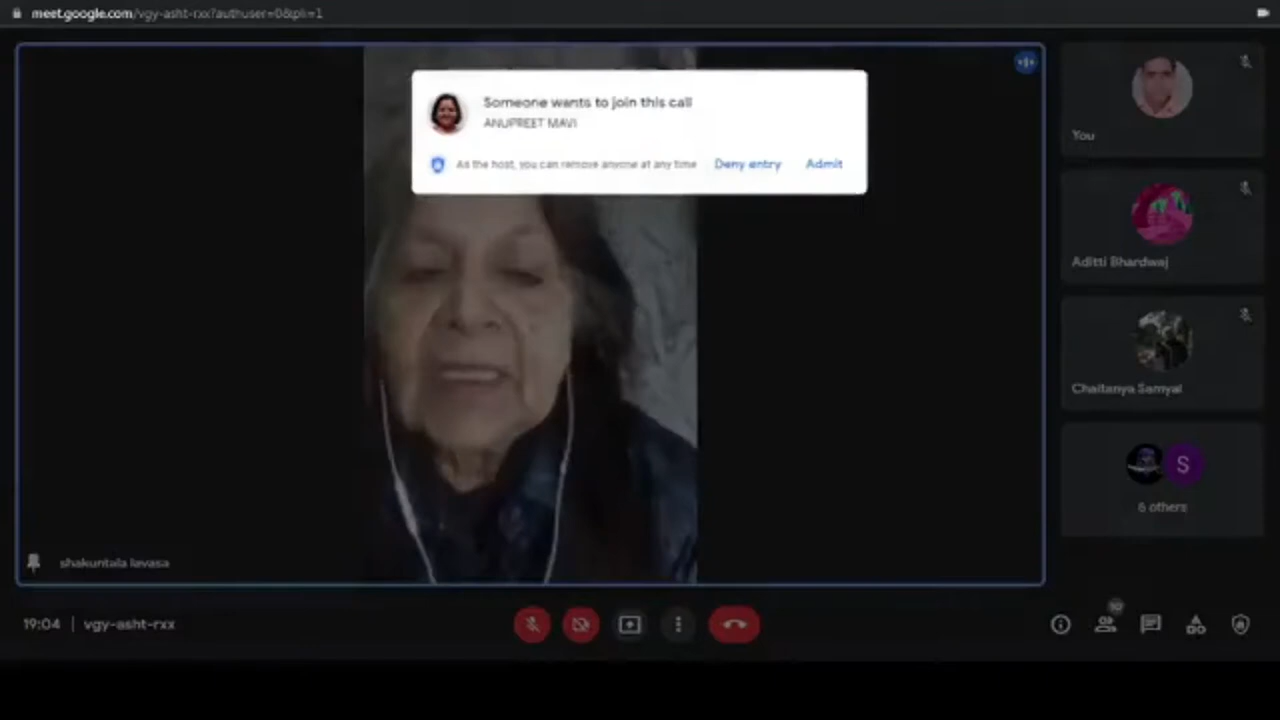 meet.google.com/vgy-asht-rxx?authuser=0&pli=1
Someone wants to join this call
ANUPREET MAVI
As the host, you can remove anyone at any time
Deny entry
Admit
You
Aditti Bhardwaj
Chaitanya Samyal
S
6 others
shakuntala lavasa
19:04 | vgy-asht-rxx
10